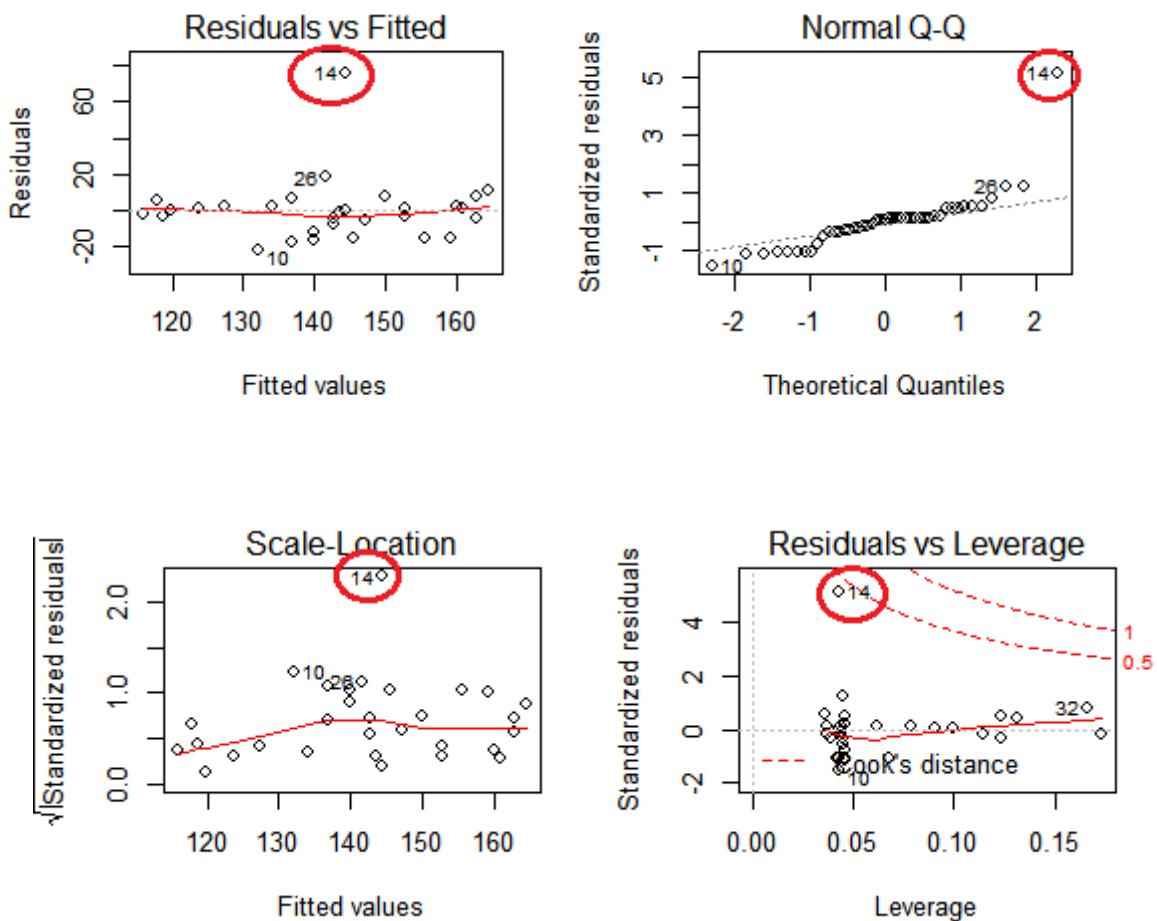 Residuals vs Fitted
Residuals
60
20
-20
14
26
10
120 130 140 150 160
Fitted values
Normal Q-Q
Standardized residuals
5
3
1
-1
14
26
10
-2 -1 0 1 2
Theoretical Quantiles
Scale-Location
√|Standardized residuals|
2.0
1.0
0.0
14
10
26
120 130 140 150 160
Fitted values
Residuals vs Leverage
Standardized residuals
4
2
0
-2
14
1
0.5
32
Cook's distance
10
0.00 0.05 0.10 0.15
Leverage